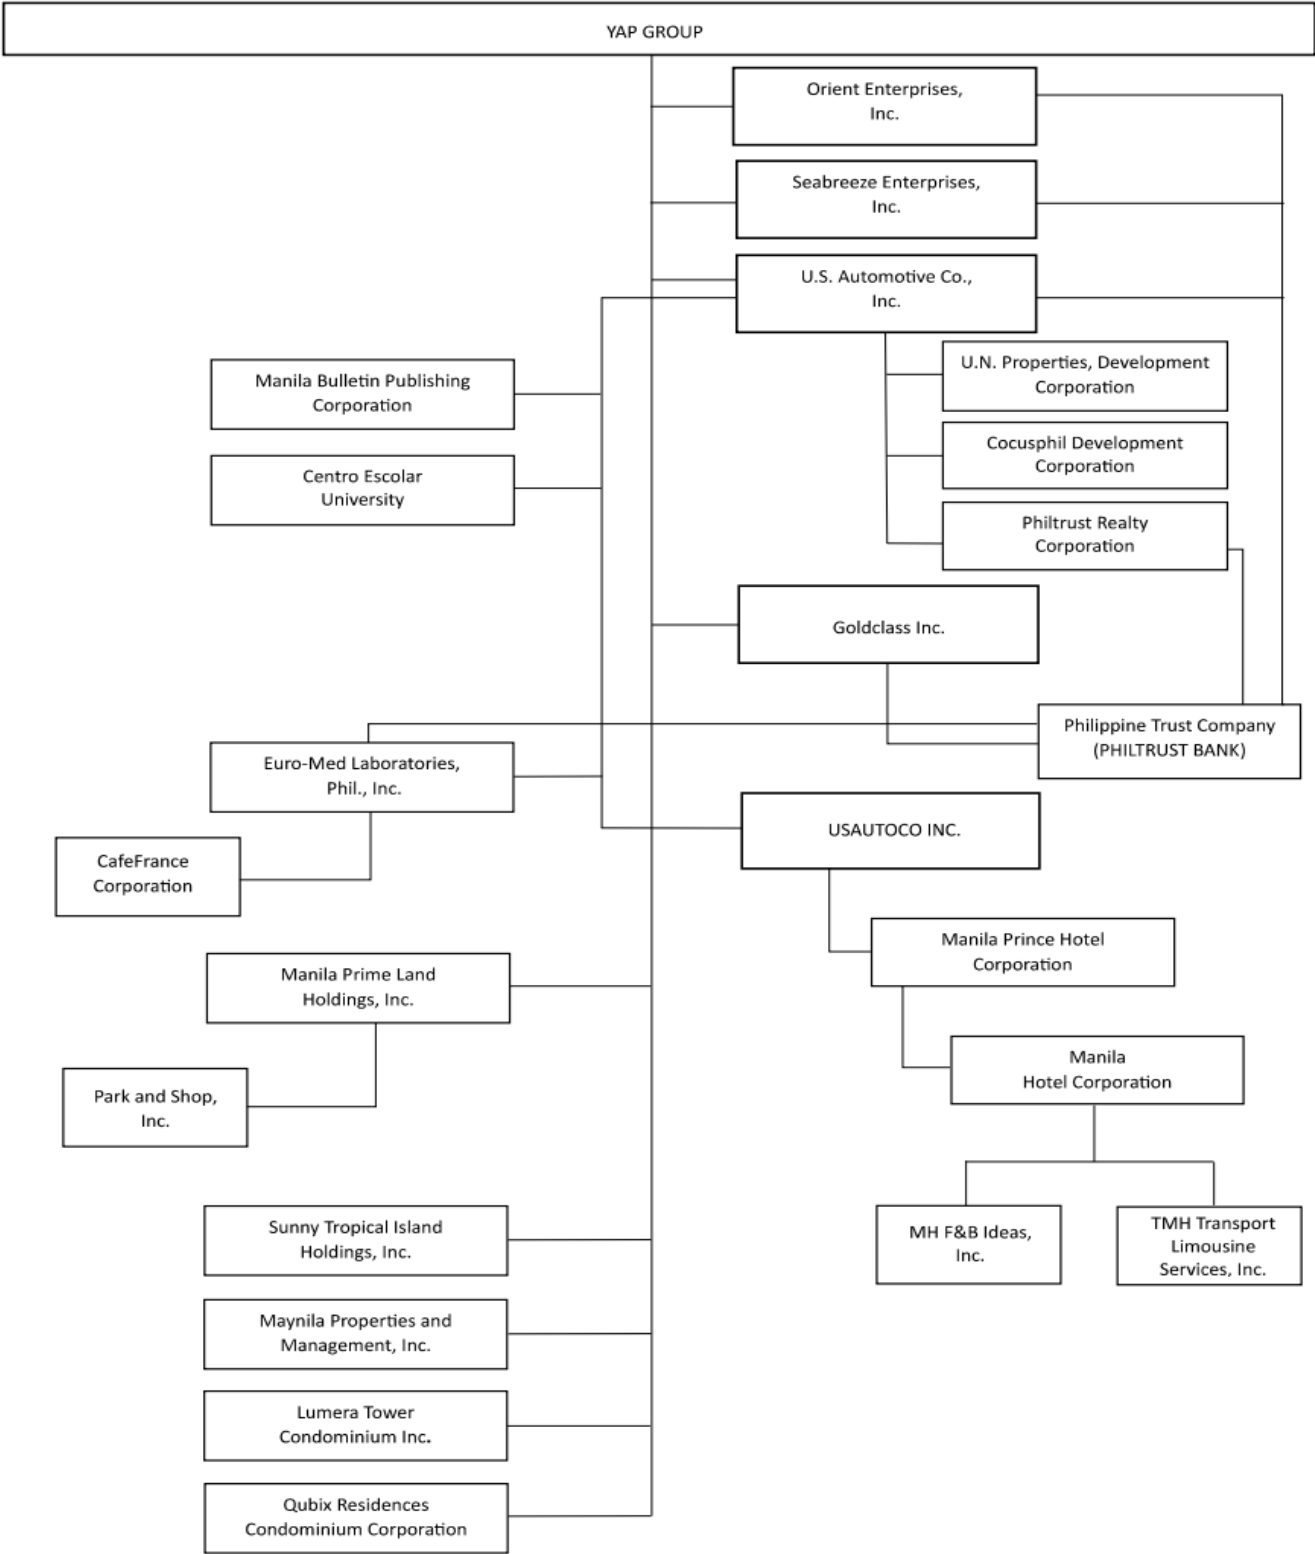 YAP GROUP
Orient Enterprises,
Inc.
Seabreeze Enterprises,
Inc.
U.S. Automotive Co.,
Inc.
U.N. Properties, Development
Corporation
Manila Bulletin Publishing
Corporation
Cocusphil Development
Corporation
Centro Escolar
University
Philtrust Realty
Corporation
Goldclass Inc.
Philippine Trust Company
(PHILTRUST BANK)
Euro-Med Laboratories,
Phil., Inc.
USAUTOCO INC.
CafeFrance
Corporation
Manila Prince Hotel
Corporation
Manila Prime Land
Holdings, Inc.
Manila
Hotel Corporation
Park and Shop,
Inc.
Sunny Tropical Island
Holdings, Inc.
MH F&B Ideas,
Inc.
TMH Transport
Limousine
Services, Inc.
Maynila Properties and
Management, Inc.
Lumera Tower
Condominium Inc.
Qubix Residences
Condominium Corporation